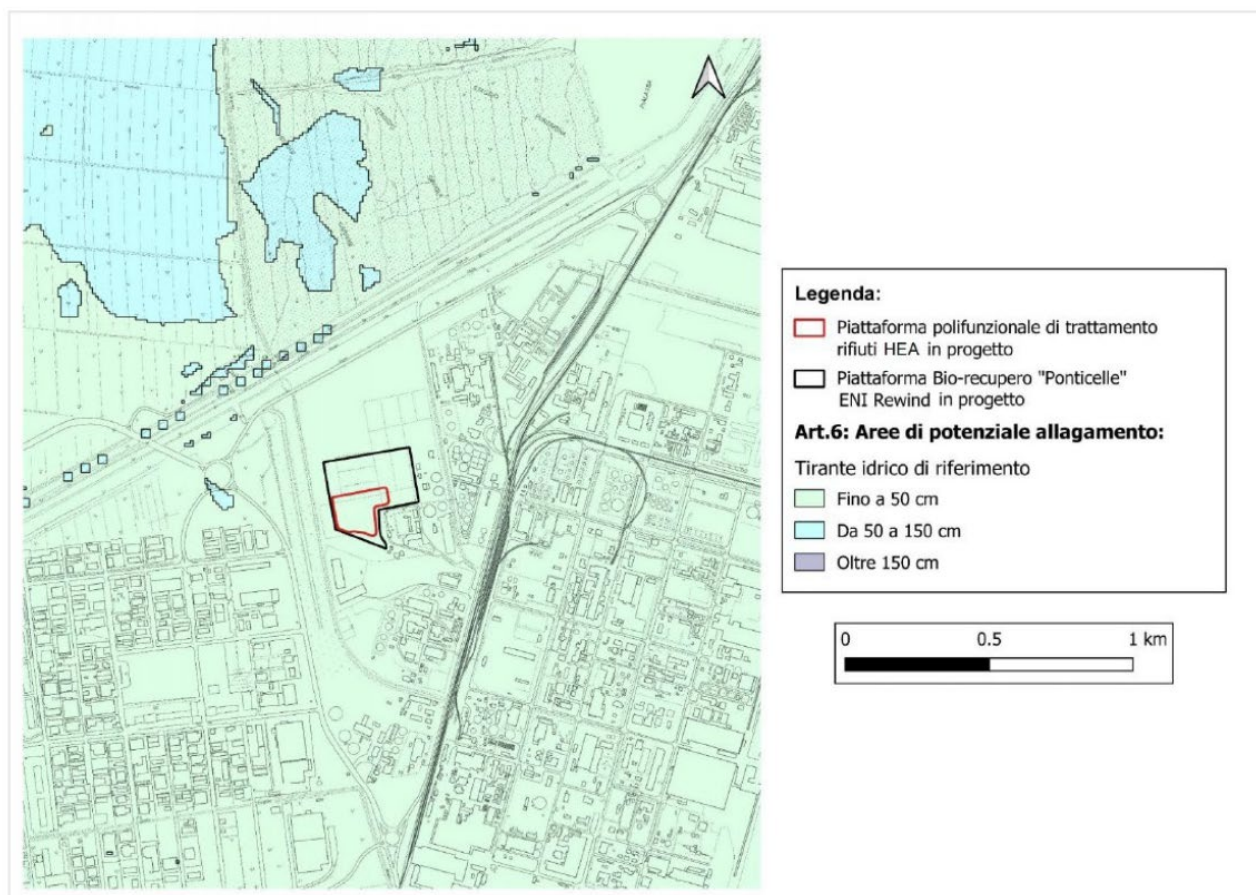 Legenda:
Piattaforma polifunzionale di trattamento
rifiuti HEA in progetto
Piattaforma Bio-recupero "Ponticelle"
ENI Rewind in progetto
Art.6: Aree di potenziale allagamento:
Tirante idrico di riferimento
Fino a 50 cm
Da 50 a 150 cm
Oltre 150 cm
0 0.5 1 km